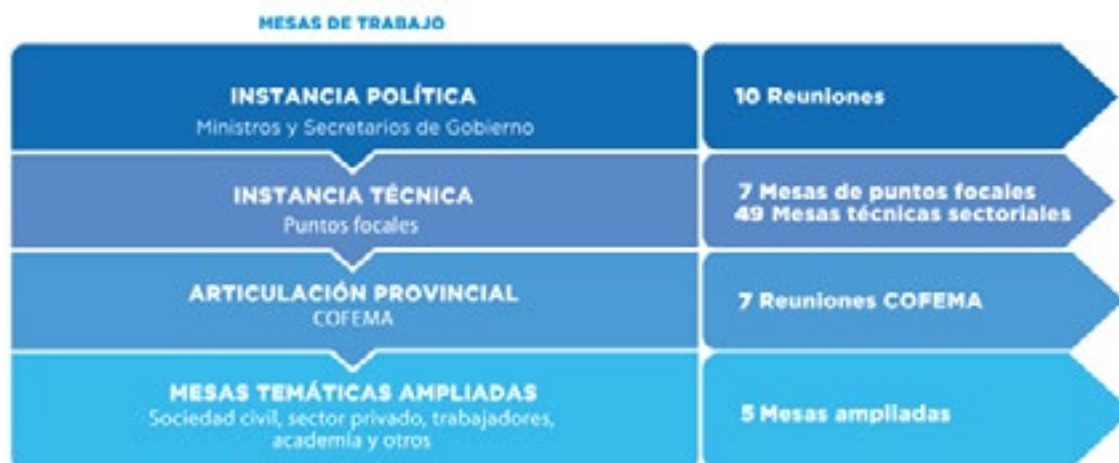 MESAS DE TRABAJO
INSTANCIA POLÍTICA
Ministros y Secretarios de Gobierno
10 Reuniones
INSTANCIA TÉCNICA
Puntos focales
7 Mesas de puntos focales
49 Mesas técnicas sectoriales
ARTICULACIÓN PROVINCIAL
COFEMA
7 Reuniones COFEMA
MESAS TEMÁTICAS AMPLIADAS
Sociedad civil, sector privado, trabajadores,
academia y otros
5 Mesas ampliadas